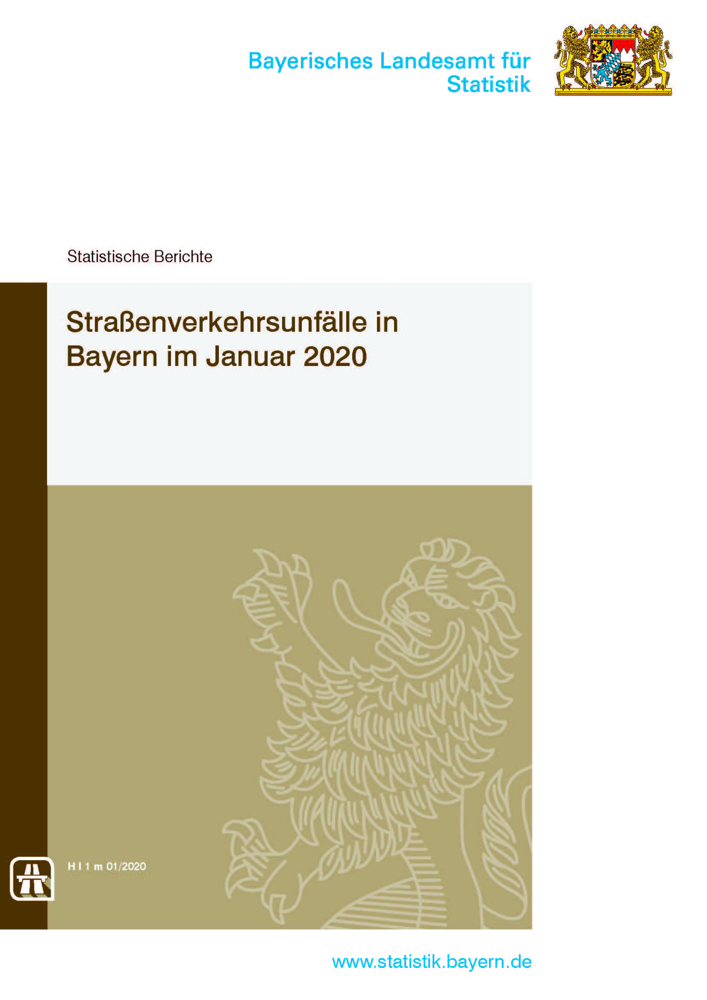 Bayerisches Landesamt für
Statistik
Statistische Berichte
Straßenverkehrsunfälle in
Bayern im Januar 2020
H I 1 m 01/2020
www.statistik.bayern.de